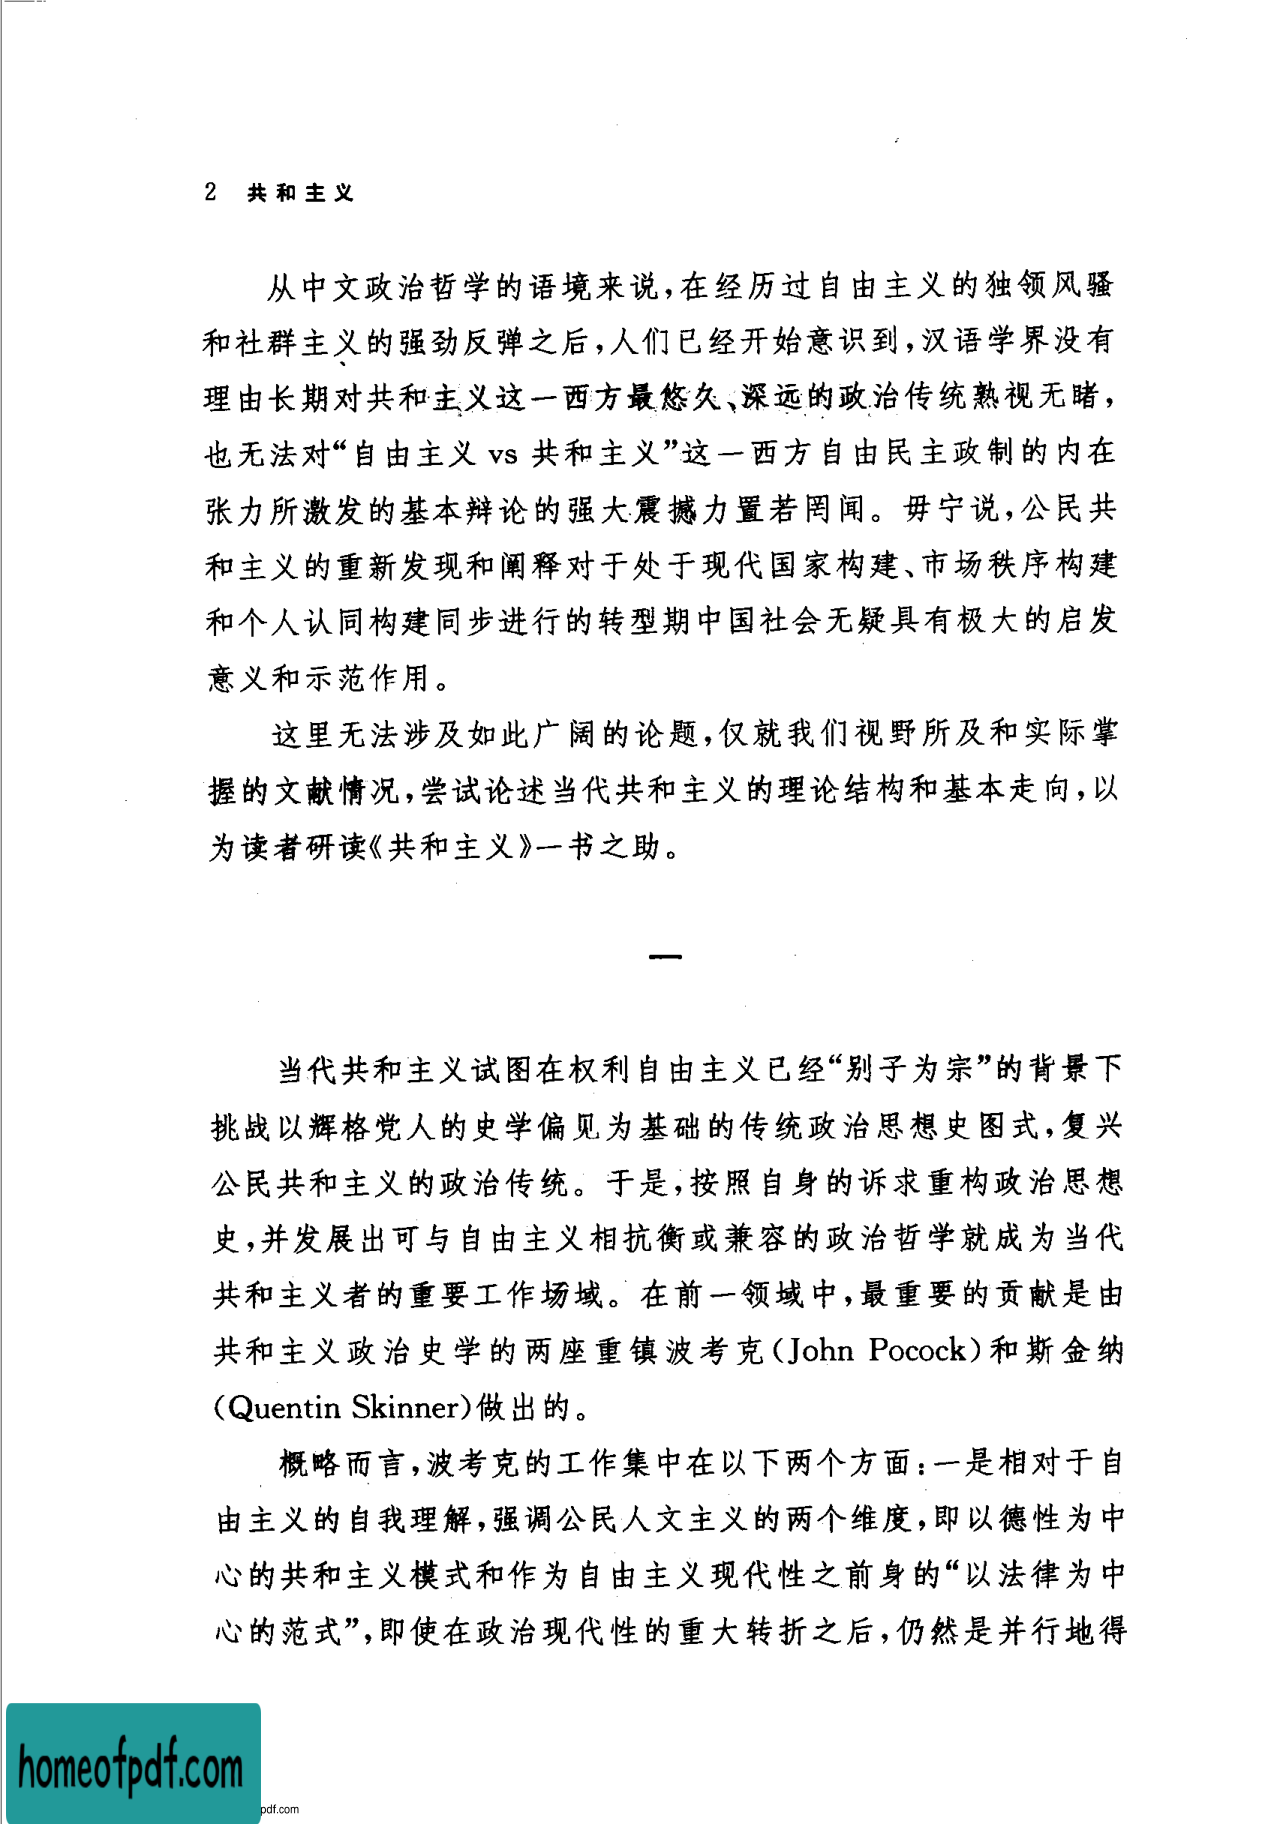 2 共和主义
从中文政治哲学的语境来说,在经历过自由主义的独领风骚
和社群主义的强劲反弹之后,人们已经开始意识到,汉语学界没有
理由长期对共和主义这一西方最悠久、深远的政治传统熟视无睹,
也无法对“自由主义 vs 共和主义”这一西方自由民主政制的内在
张力所激发的基本辩论的强大震撼力置若罔闻。毋宁说,公民共
和主义的重新发现和阐释对于处于现代国家构建、市场秩序构建
和个人认同构建同步进行的转型期中国社会无疑具有极大的启发
意义和示范作用。
这里无法涉及如此广阔的论题,仅就我们视野所及和实际掌
握的文献情况,尝试论述当代共和主义的理论结构和基本走向,以
为读者研读《共和主义》一书之助。
一
当代共和主义试图在权利自由主义已经“别子为宗”的背景下
挑战以辉格党人的史学偏见为基础的传统政治思想史图式,复兴
公民共和主义的政治传统。于是,按照自身的诉求重构政治思想
史,并发展出可与自由主义相抗衡或兼容的政治哲学就成为当代
共和主义者的重要工作场域。在前一领域中,最重要的贡献是由
共和主义政治史学的两座重镇波考克(John Pocock)和斯金纳
(Quentin Skinner)做出的。
概略而言,波考克的工作集中在以下两个方面:一是相对于自
由主义的自我理解,强调公民人文主义的两个维度,即以德性为中
心的共和主义模式和作为自由主义现代性之前身的“以法律为中
心的范式”,即使在政治现代性的重大转折之后,仍然是并行地得
homeofpdf.com
pdf.com